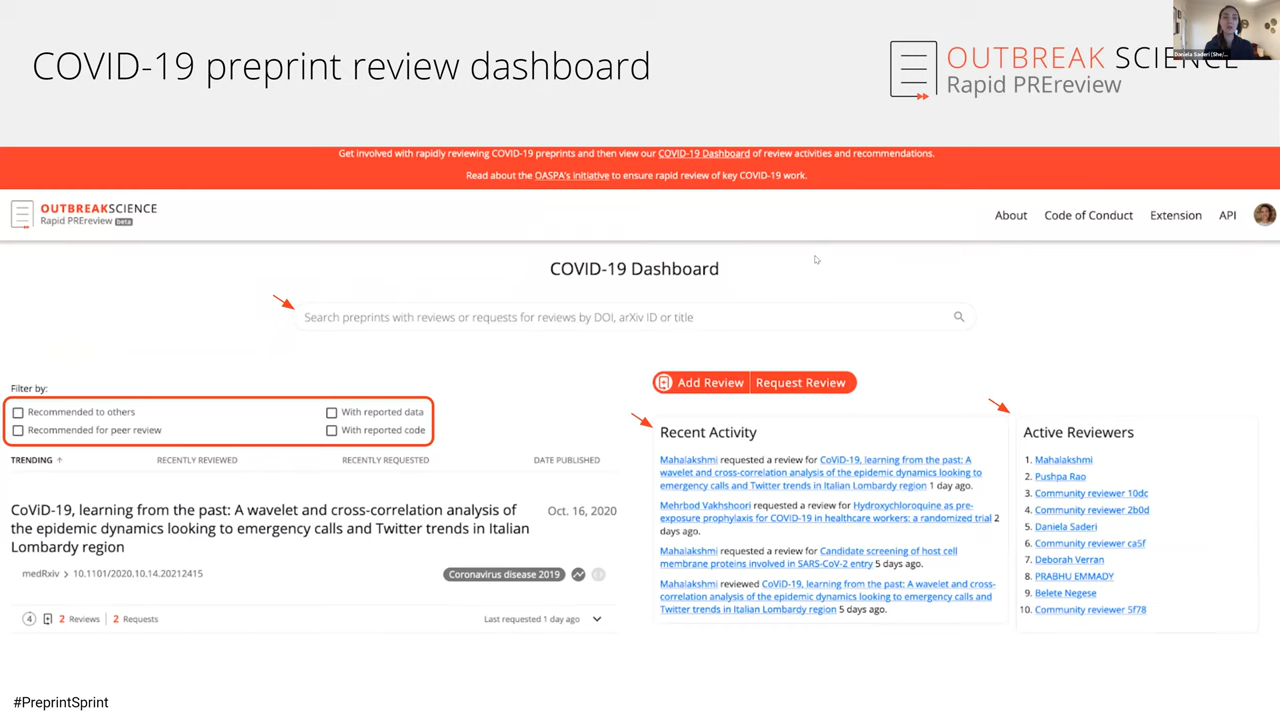 COVID-19 preprint review dashboard
OUTBREAK SCIENCE
Rapid PREreview
Daniela Saderi (She/...
Get involved with rapidly reviewing COVID-19 preprints and then view our COVID-19 Dashboard of review activities and recommendations.
Read about the OASPA's initiative to ensure rapid review of key COVID-19 work.
OUTBREAKSCIENCE
Rapid PREreview beta
About Code of Conduct Extension API
COVID-19 Dashboard
Search preprints with reviews or requests for reviews by DOI, arXiv ID or title
Filter by:
Recommended to others
With reported data
Recommended for peer review
With reported code
TRENDING ↑ RECENTLY REVIEWED RECENTLY REQUESTED DATE PUBLISHED
CoViD-19, learning from the past: A wavelet and cross-correlation analysis of
the epidemic dynamics looking to emergency calls and Twitter trends in Italian
Lombardy region
Oct. 16, 2020
medRxiv > 10.1101/2020.10.14.20212415
Coronavirus disease 2019
4 2 Reviews 2 Requests
Last requested 1 day ago
Add Review Request Review
Recent Activity
Mahalakshmi requested a review for CoViD-19, learning from the past: A
wavelet and cross-correlation analysis of the epidemic dynamics looking to
emergency calls and Twitter trends in Italian Lombardy region 1 day ago.
Mehrbod Vakhshoori requested a review for Hydroxychloroquine as pre-
exposure prophylaxis for COVID-19 in healthcare workers: a randomized trial 2
days ago.
Mahalakshmi requested a review for Candidate screening of host cell
membrane proteins involved in SARS-CoV-2 entry 5 days ago.
Mahalakshmi reviewed CoViD-19, learning from the past: A wavelet and cross-
correlation analysis of the epidemic dynamics looking to emergency calls and
Twitter trends in Italian Lombardy region 5 days ago.
Active Reviewers
1. Mahalakshmi
2. Pushpa Rao
3. Community reviewer 10dc
4. Community reviewer 2b0d
5. Daniela Saderi
6. Community reviewer ca5f
7. Deborah Verran
8. PRABHU EMMADY
9. Belete Negese
10. Community reviewer 5f78
#PreprintSprint